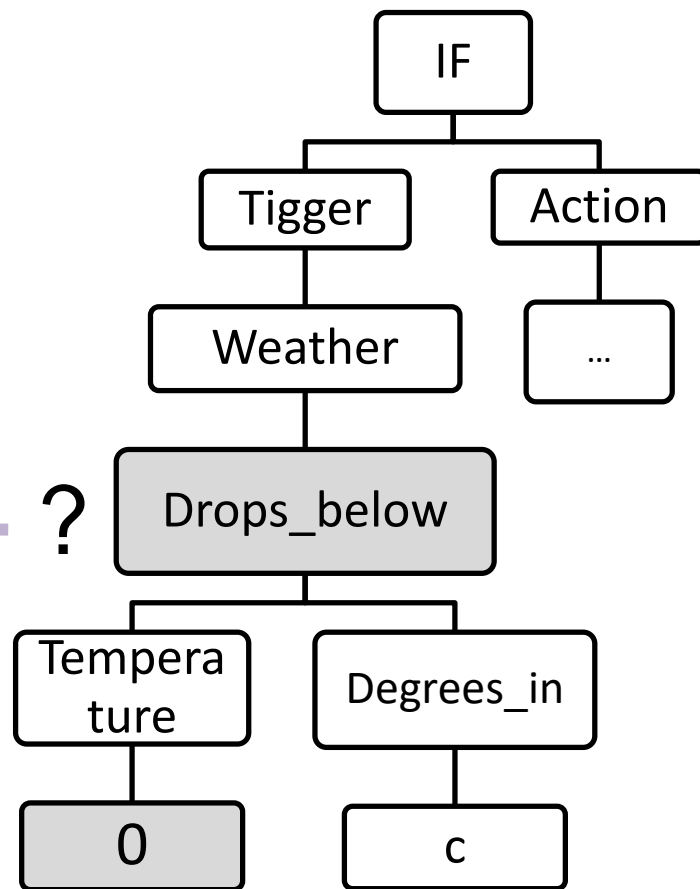 IF
Tigger
Action
Weather
...
?
Drops_below
Tempera
ture
Degrees_in
0
c